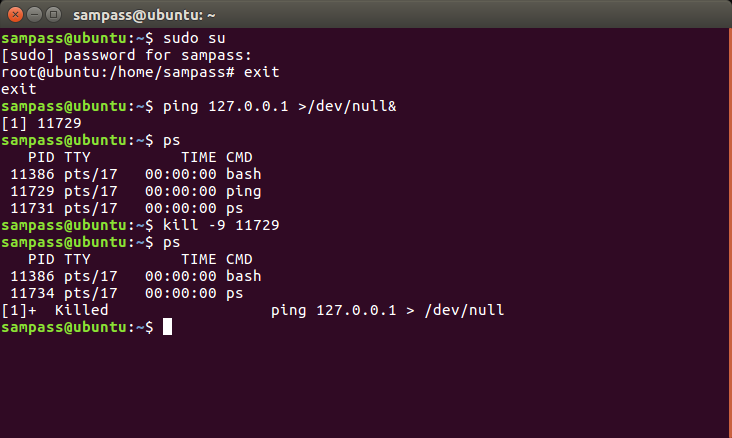 sampass@ubuntu: ~
sampass@ubuntu:~$ sudo su
[sudo] password for sampass:
root@ubuntu:/home/sampass# exit
exit
sampass@ubuntu:~$ ping 127.0.0.1 >/dev/null&
[1] 11729
sampass@ubuntu:~$ ps
   PID TTY          TIME CMD
 11386 pts/17   00:00:00 bash
 11729 pts/17   00:00:00 ping
 11731 pts/17   00:00:00 ps
sampass@ubuntu:~$ kill -9 11729
sampass@ubuntu:~$ ps
   PID TTY          TIME CMD
 11386 pts/17   00:00:00 bash
 11734 pts/17   00:00:00 ps
[1]+  Killed                  ping 127.0.0.1 > /dev/null
sampass@ubuntu:~$